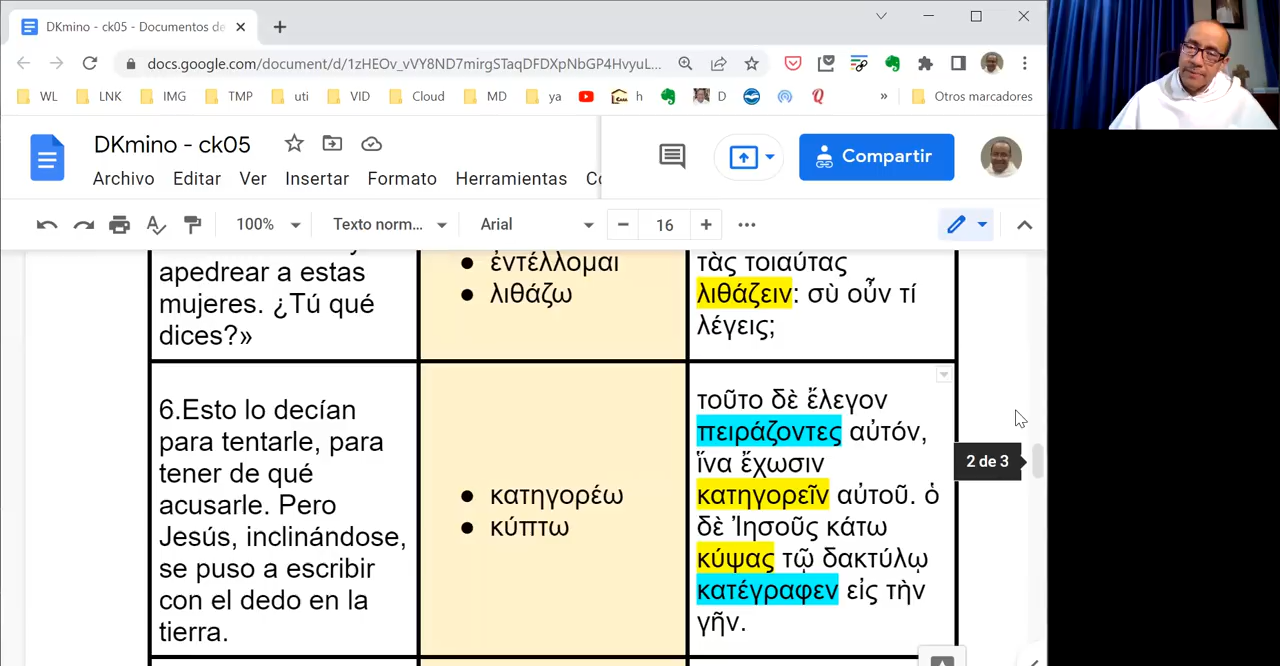 DKmino - ck05 - Documentos de
docs.google.com/document/d/1zHEOv_vVY8ND7mirgSTaqDFDXpNbGP4HvyuL...
WL LNK IMG TMP uti VID Cloud MD ya h D » Otros marcadores
DKmino - ck05
Compartir
Archivo Editar Ver Insertar Formato Herramientas
100% Texto norm... Arial 16
apedrear a estas
mujeres. ¿Tú qué
dices?»
ἐντέλλομαι
λιθάζω
τὰς τοιαύτας
λιθάζειν: σὺ οὖν τί
λέγεις;
6.Esto lo decían
para tentarle, para
tener de qué
acusarle. Pero
Jesús, inclinándose,
se puso a escribir
con el dedo en la
tierra.
κατηγορέω
κύπτω
τοῦτο δὲ ἔλεγον
πειράζοντες αὐτόν,
ἵνα ἔχωσιν
κατηγορεῖν αὐτοῦ. ὁ
δὲ Ἰησοῦς κάτω
κύψας τῷ δακτύλῳ
κατέγραφεν εἰς τὴν
γῆν.
2 de 3